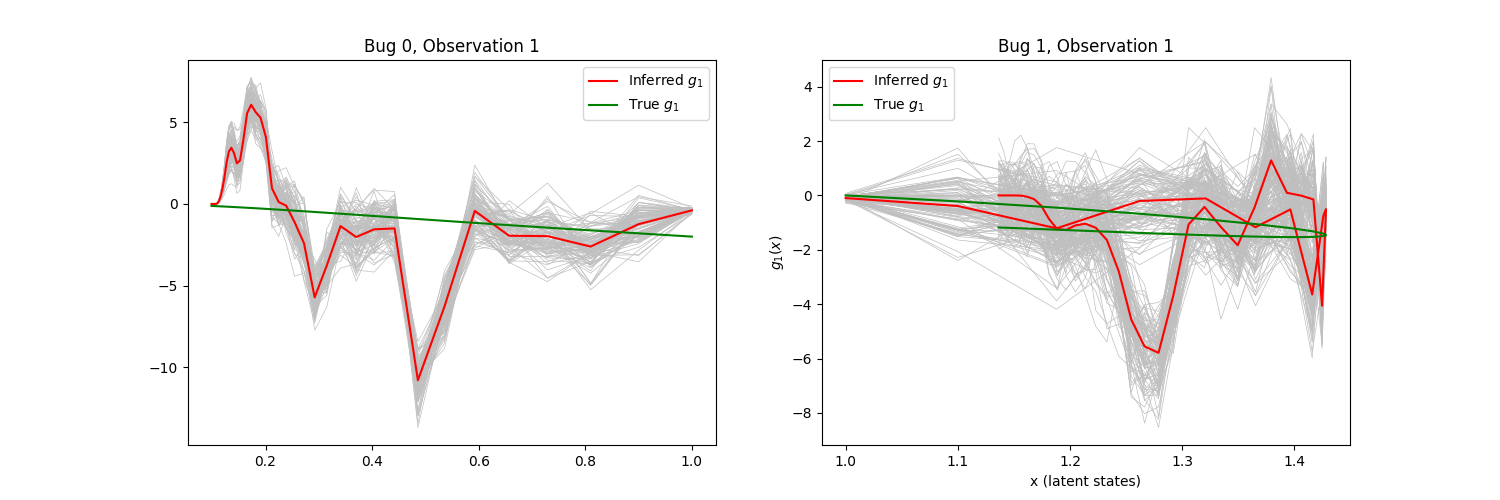 Bug 0, Observation 1
Inferred g₁
True g₁
5
0
−5
−10
0.2 0.4 0.6 0.8 1.0
Bug 1, Observation 1
Inferred g₁
True g₁
g₁(x)
4
2
0
−2
−4
−6
−8
1.0 1.1 1.2 1.3 1.4
x (latent states)